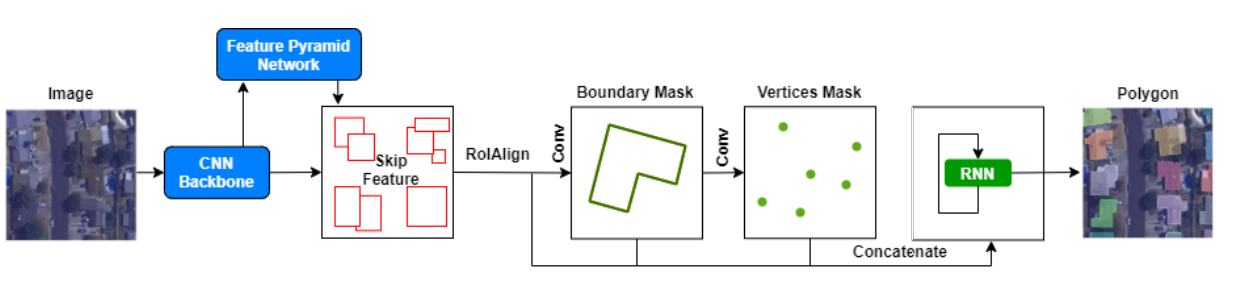 Feature Pyramid
Network
Image
Boundary Mask
Vertices Mask
Polygon
CNN
Backbone
Skip
Feature
RoIAlign
Conv
Conv
RNN
Concatenate